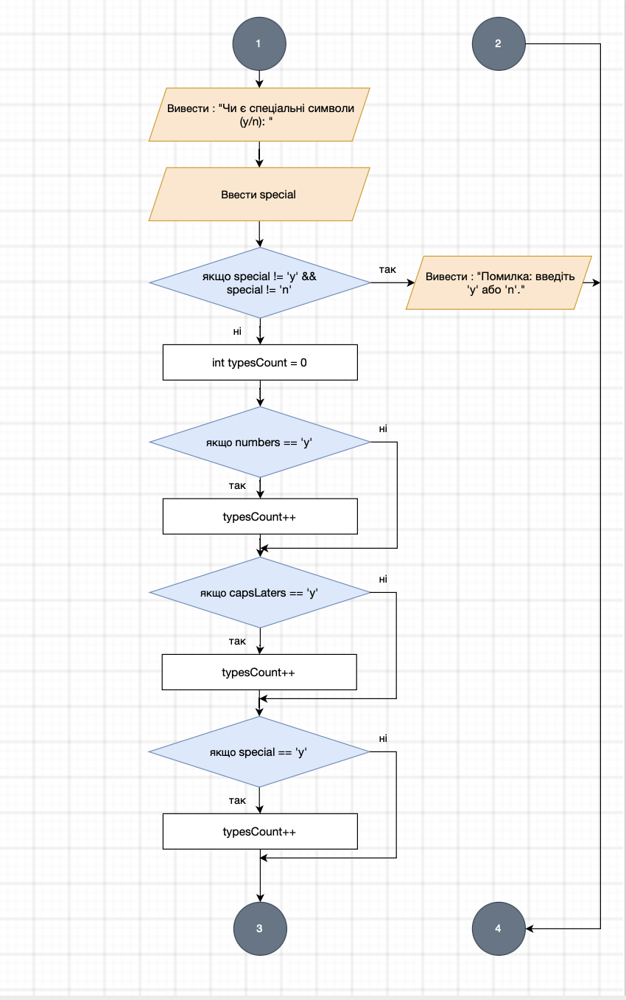 1
2
Вивести : "Чи є спеціальні символи
(y/n): "
Ввести special
якщо special != 'y' &&
special != 'n'
так
Вивести : "Помилка: введіть
'y' або 'n'."
ні
int typesCount = 0
якщо numbers == 'y'
ні
так
typesCount++
якщо capsLaters == 'y'
ні
так
typesCount++
якщо special == 'y'
ні
так
typesCount++
3
4